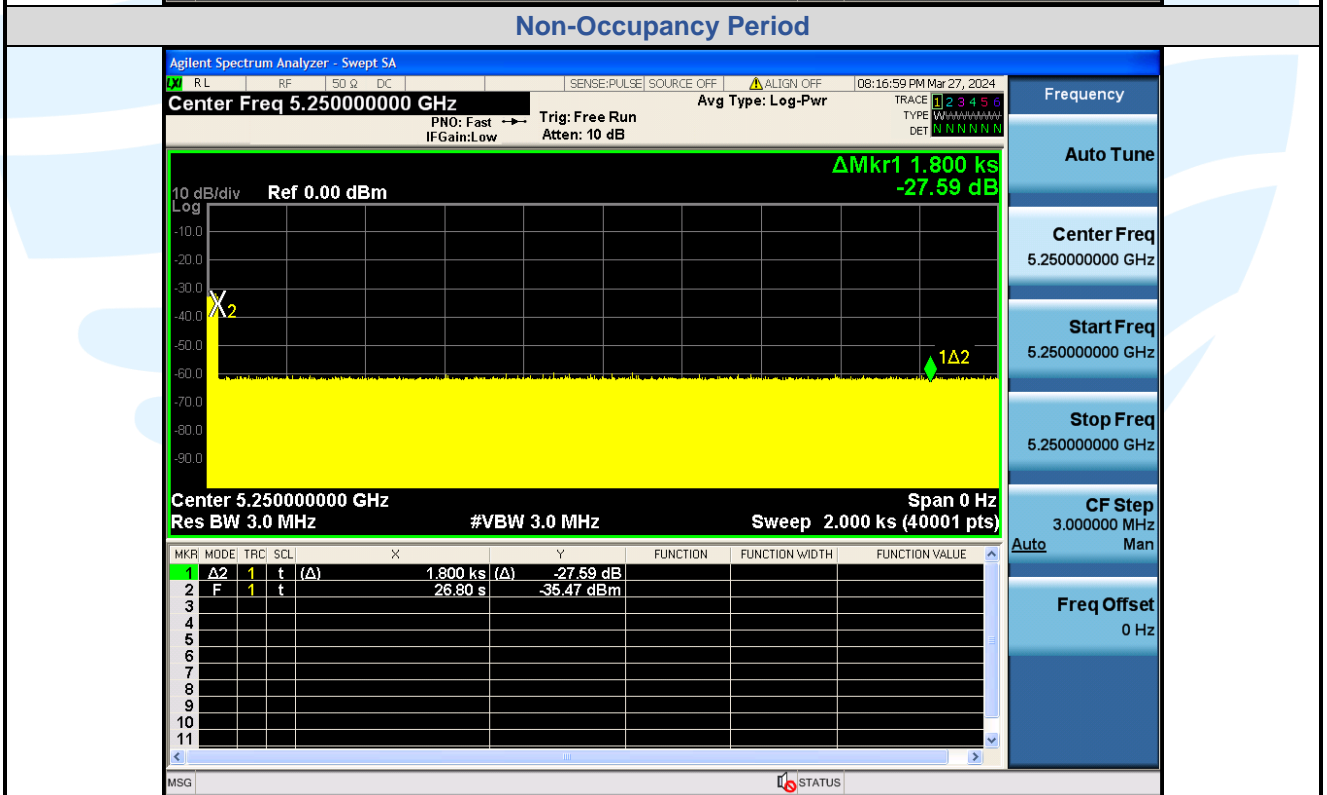 Non-Occupancy Period
Agilent Spectrum Analyzer - Swept SA
LXI RL RF 50 Ω DC SENSE:PULSE SOURCE OFF ALIGN OFF 08:16:59 PM Mar 27, 2024
Center Freq 5.250000000 GHz
PNO: Fast
IFGain:Low
Trig: Free Run
Atten: 10 dB
Avg Type: Log-Pwr
TRACE 1 2 3 4 5 6
TYPE WWWWWW
DET N N N N N N
ΔMkr1 1.800 ks
-27.59 dB
10 dB/div Ref 0.00 dBm
Log
-10.0
-20.0
-30.0
-40.0
-50.0
-60.0
-70.0
-80.0
-90.0
2
1Δ2
Center 5.250000000 GHz Span 0 Hz
Res BW 3.0 MHz #VBW 3.0 MHz Sweep 2.000 ks (40001 pts)
MKR MODE TRC SCL X Y FUNCTION FUNCTION WIDTH FUNCTION VALUE
1 Δ2 1 t (Δ) 1.800 ks (Δ) -27.59 dB
2 F 1 t 26.80 s -35.47 dBm
3
4
5
6
7
8
9
10
11
MSG STATUS
Frequency
Auto Tune
Center Freq
5.250000000 GHz
Start Freq
5.250000000 GHz
Stop Freq
5.250000000 GHz
CF Step
3.000000 MHz
Auto Man
Freq Offset
0 Hz